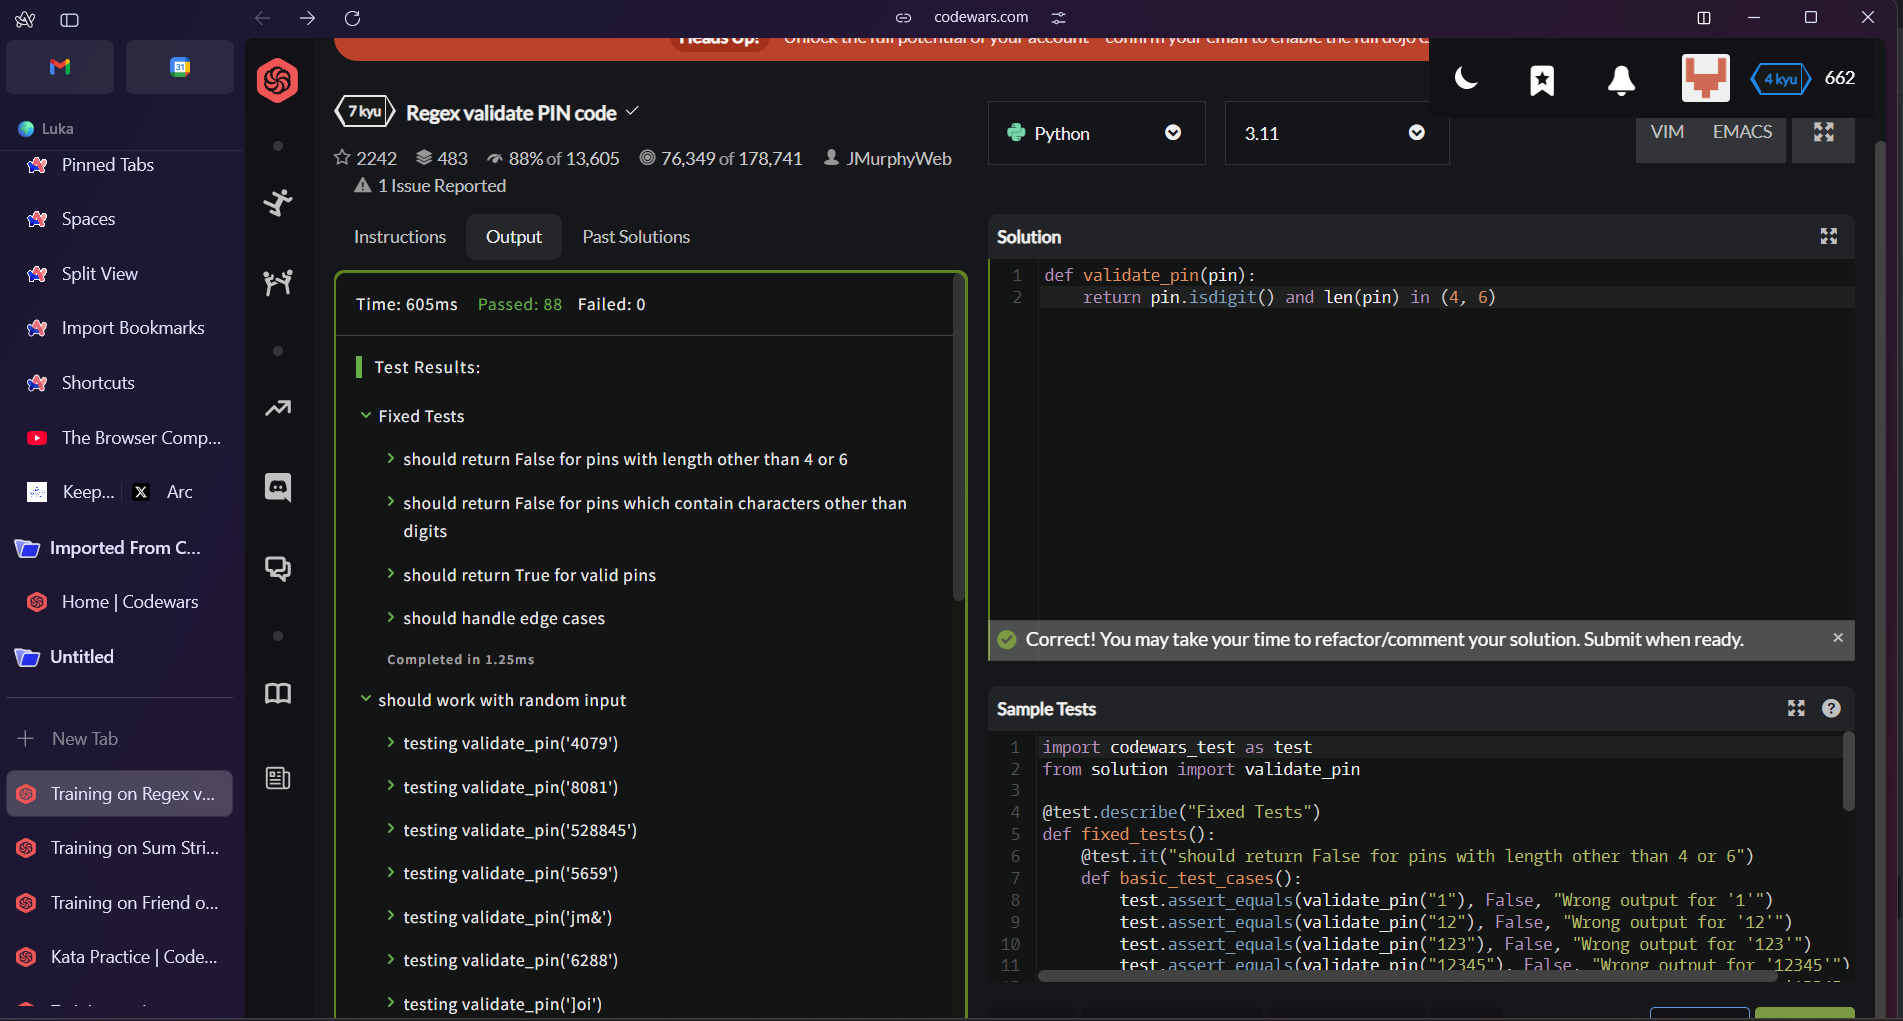 codewars.com
31
Luka
Pinned Tabs
Spaces
Split View
Import Bookmarks
Shortcuts
The Browser Comp...
Keep... X Arc
Imported From C...
Home | Codewars
Untitled
New Tab
Training on Regex v...
Training on Sum Stri...
Training on Friend o...
Kata Practice | Code...
Heads Up! Unlock the full potential of your account confirm your email to enable the full dojo
4 kyu 662
7 kyu Regex validate PIN code
2242 483 88% of 13,605 76,349 of 178,741 JMurphyWeb
1 Issue Reported
Python
3.11
VIM EMACS
Instructions Output Past Solutions
Time: 605ms Passed: 88 Failed: 0
Test Results:
Fixed Tests
should return False for pins with length other than 4 or 6
should return False for pins which contain characters other than
digits
should return True for valid pins
should handle edge cases
Completed in 1.25ms
should work with random input
testing validate_pin('4079')
testing validate_pin('8081')
testing validate_pin('528845')
testing validate_pin('5659')
testing validate_pin('jm&')
testing validate_pin('6288')
testing validate_pin(']oi')
Solution
1 def validate_pin(pin):
2 return pin.isdigit() and len(pin) in (4, 6)
Correct! You may take your time to refactor/comment your solution. Submit when ready.
Sample Tests
1 import codewars_test as test
2 from solution import validate_pin
3
4 @test.describe("Fixed Tests")
5 def fixed_tests():
6 @test.it("should return False for pins with length other than 4 or 6")
7 def basic_test_cases():
8 test.assert_equals(validate_pin("1"), False, "Wrong output for '1'")
9 test.assert_equals(validate_pin("12"), False, "Wrong output for '12'")
10 test.assert_equals(validate_pin("123"), False, "Wrong output for '123'")
11 test.assert_equals(validate_pin("12345"), False, "Wrong output for '12345'")